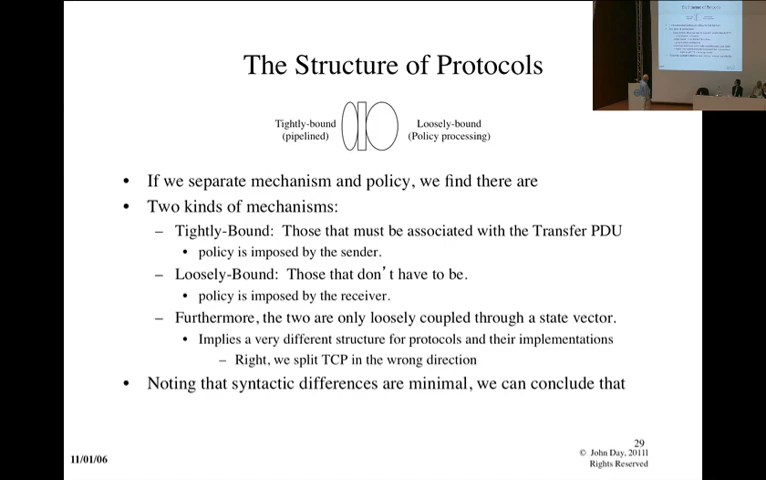 The Structure of Protocols
Tightly-bound
(pipelined)
Loosely-bound
(Policy processing)
• If we separate mechanism and policy, we find there are
• Two kinds of mechanisms:
– Tightly-Bound: Those that must be associated with the Transfer PDU
• policy is imposed by the sender.
– Loosely-Bound: Those that don't have to be.
• policy is imposed by the receiver.
– Furthermore, the two are only loosely coupled through a state vector.
• Implies a very different structure for protocols and their implementations
– Right, we split TCP in the wrong direction
• Noting that syntactic differences are minimal, we can conclude that
11/01/06
29
© John Day, 2011l
Rights Reserved